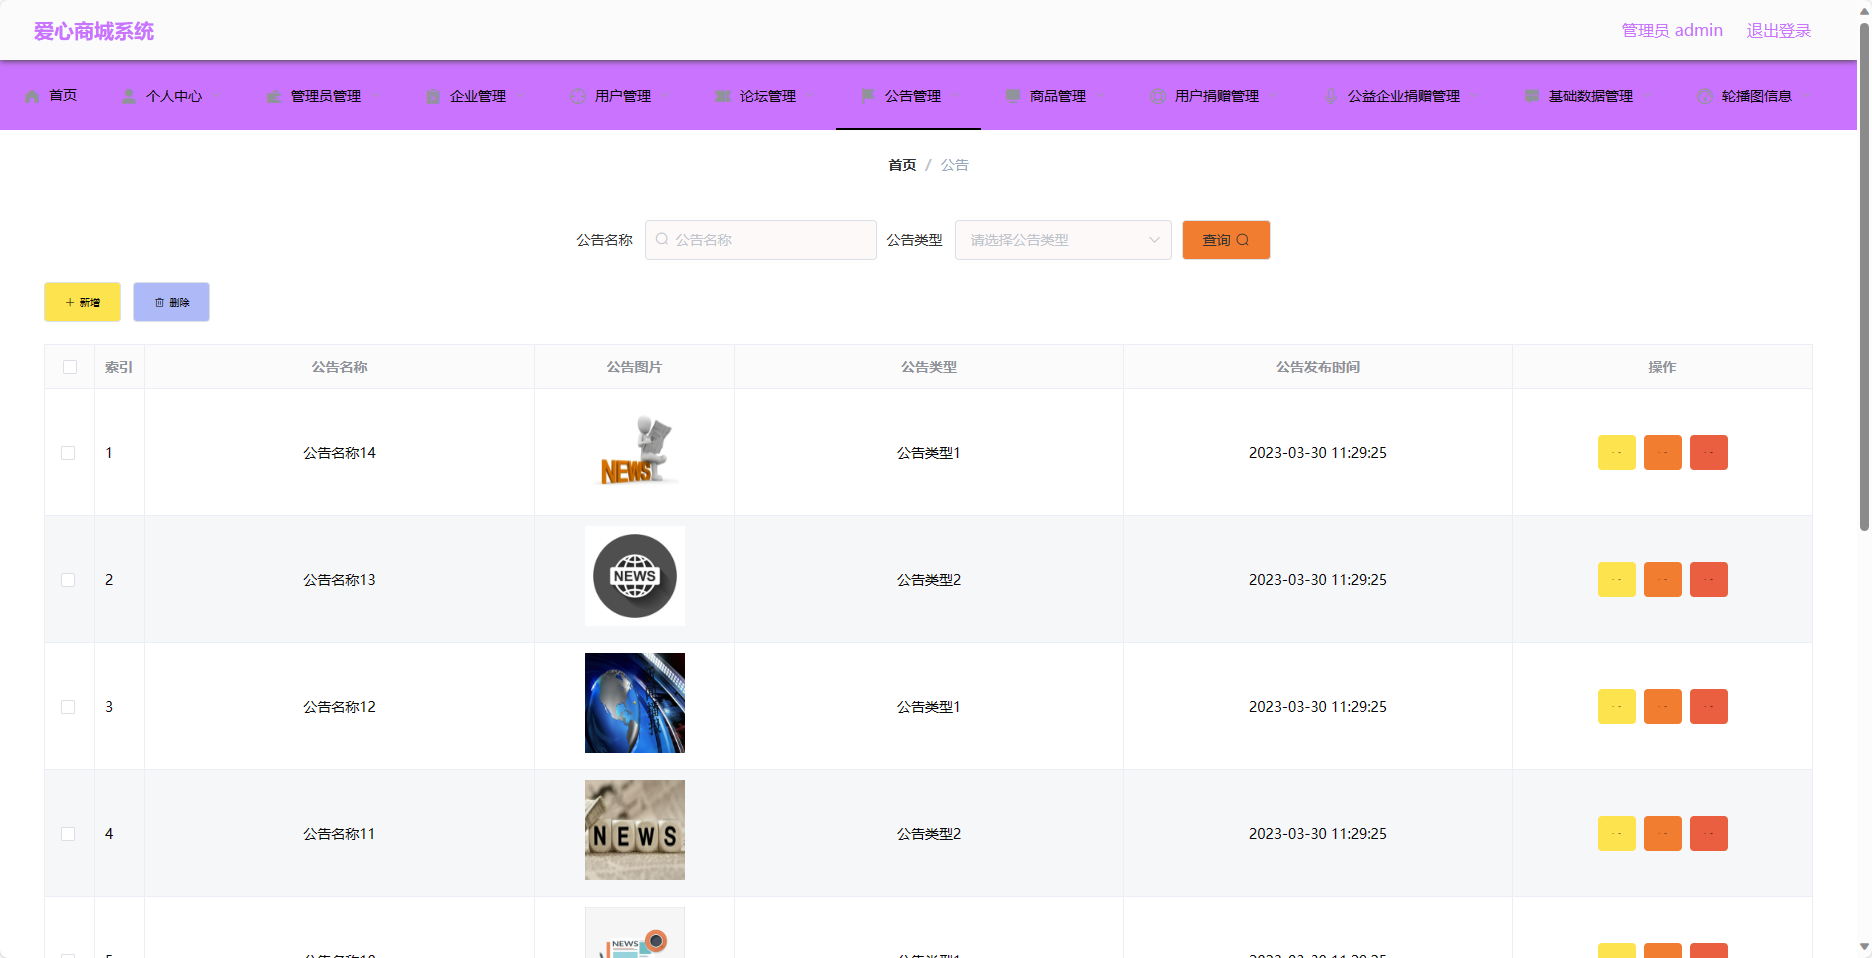 爱心商城系统
管理员 admin 退出登录
首页 个人中心 管理员管理 企业管理 用户管理 论坛管理 公告管理 商品管理 用户捐赠管理 公益企业捐赠管理 基础数据管理 轮播图信息
首页 / 公告
公告名称 公告名称 公告类型 请选择公告类型 查询
新增 删除
索引 公告名称 公告图片 公告类型 公告发布时间 操作
1 公告名称14 NEWS 公告类型1 2023-03-30 11:29:25
2 公告名称13 NEWS 公告类型2 2023-03-30 11:29:25
3 公告名称12 公告类型1 2023-03-30 11:29:25
4 公告名称11 NEWS 公告类型2 2023-03-30 11:29:25
NEWS